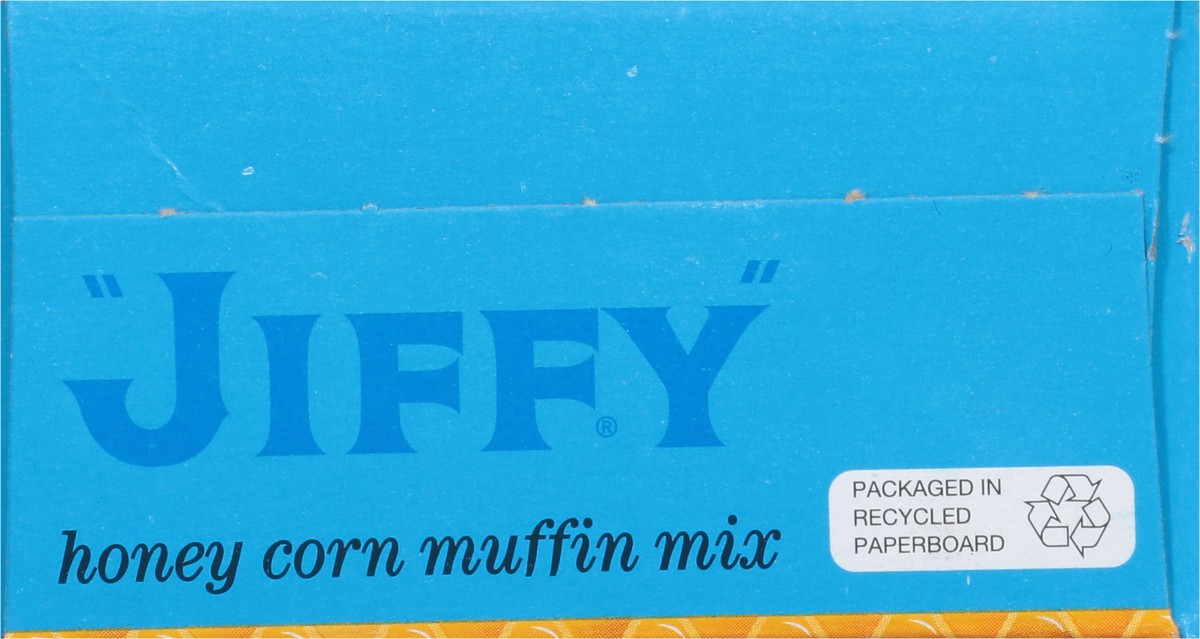 "JIFFY"®
honey corn muffin mix
PACKAGED IN
RECYCLED
PAPERBOARD